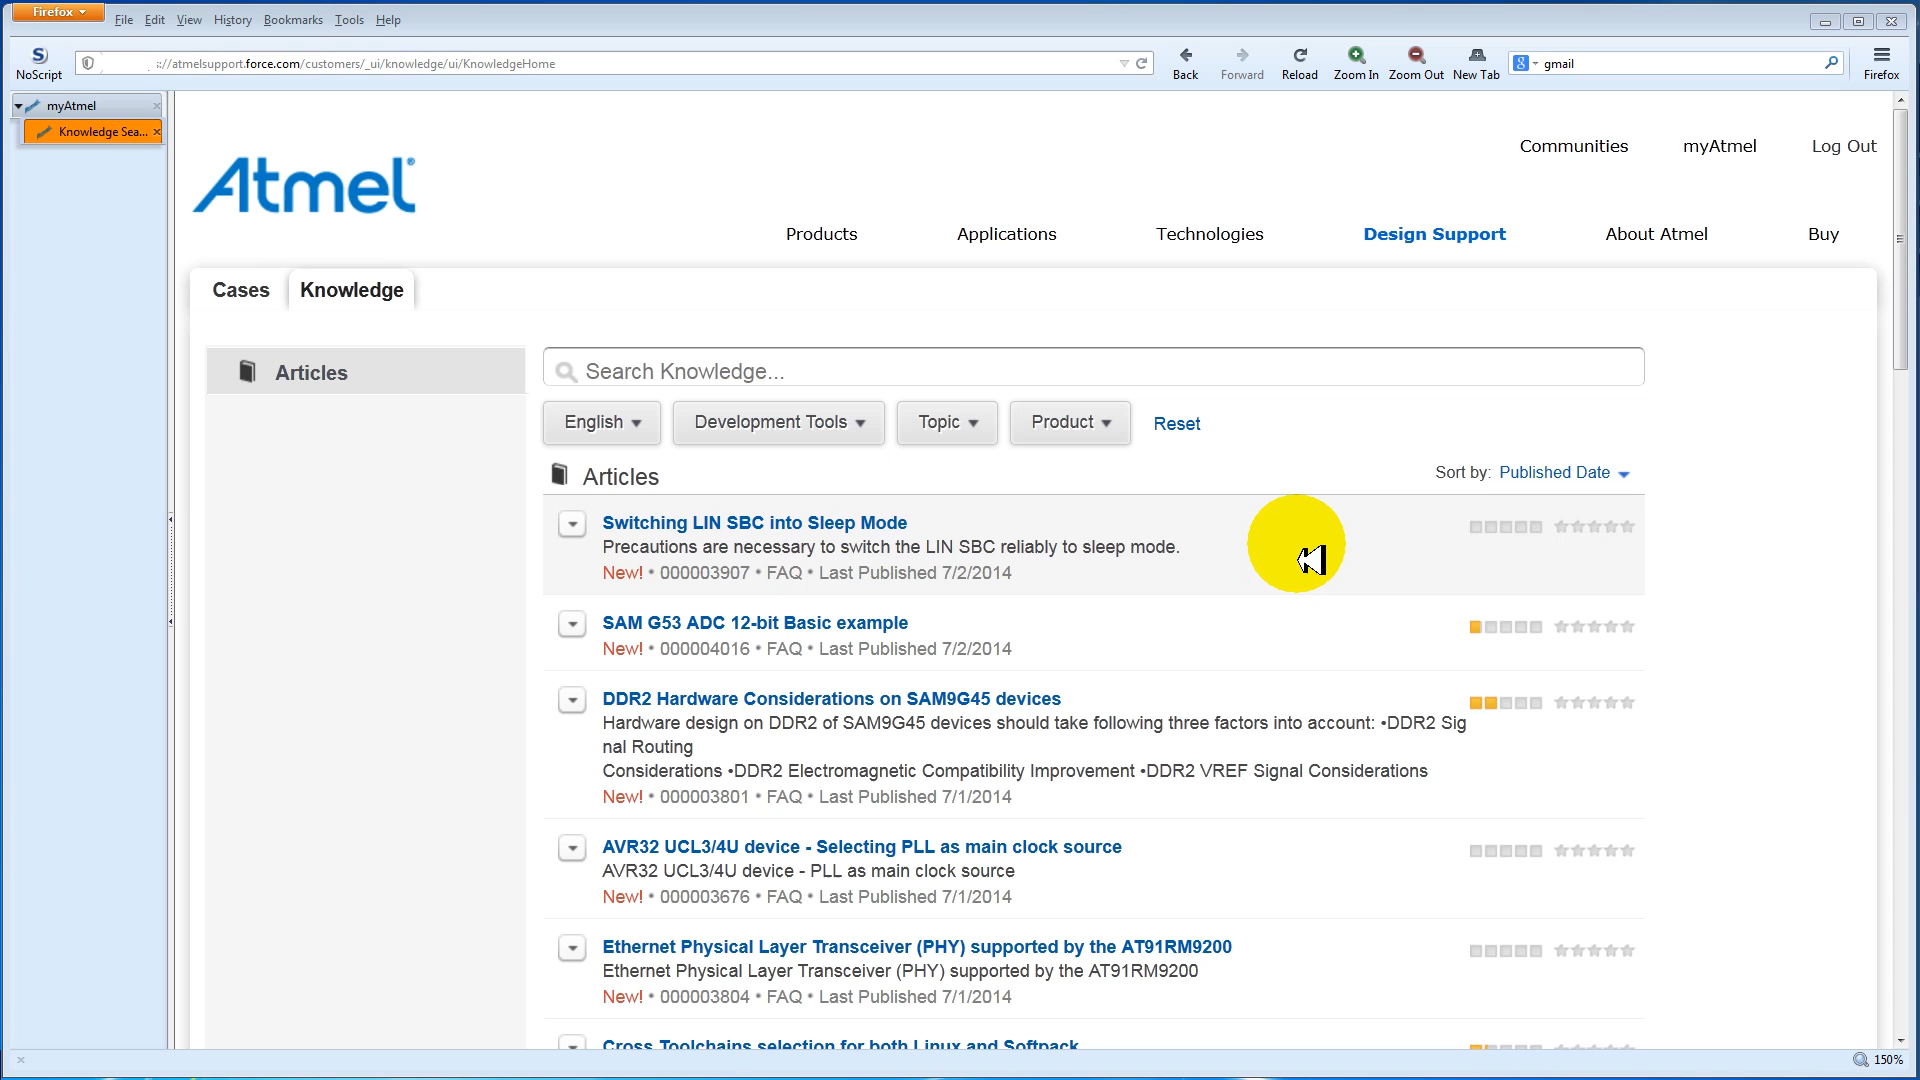 Firefox
File Edit View History Bookmarks Tools Help
S
NoScript
://atmelsupport.force.com/customers/_ui/knowledge/ui/KnowledgeHome
Back Forward Reload Zoom In Zoom Out New Tab
8 gmail
Firefox
myAtmel
Knowledge Sea...
Communities myAtmel Log Out
Atmel®
Products Applications Technologies Design Support About Atmel Buy
Cases Knowledge
Articles
Search Knowledge...
English Development Tools Topic Product Reset
Articles
Sort by: Published Date
Switching LIN SBC into Sleep Mode
Precautions are necessary to switch the LIN SBC reliably to sleep mode.
New! • 000003907 • FAQ • Last Published 7/2/2014
SAM G53 ADC 12-bit Basic example
New! • 000004016 • FAQ • Last Published 7/2/2014
DDR2 Hardware Considerations on SAM9G45 devices
Hardware design on DDR2 of SAM9G45 devices should take following three factors into account: •DDR2 Sig
nal Routing
Considerations •DDR2 Electromagnetic Compatibility Improvement •DDR2 VREF Signal Considerations
New! • 000003801 • FAQ • Last Published 7/1/2014
AVR32 UCL3/4U device - Selecting PLL as main clock source
AVR32 UCL3/4U device - PLL as main clock source
New! • 000003676 • FAQ • Last Published 7/1/2014
Ethernet Physical Layer Transceiver (PHY) supported by the AT91RM9200
Ethernet Physical Layer Transceiver (PHY) supported by the AT91RM9200
New! • 000003804 • FAQ • Last Published 7/1/2014
Cross Toolchains selection for both Linux and Softpack
150%